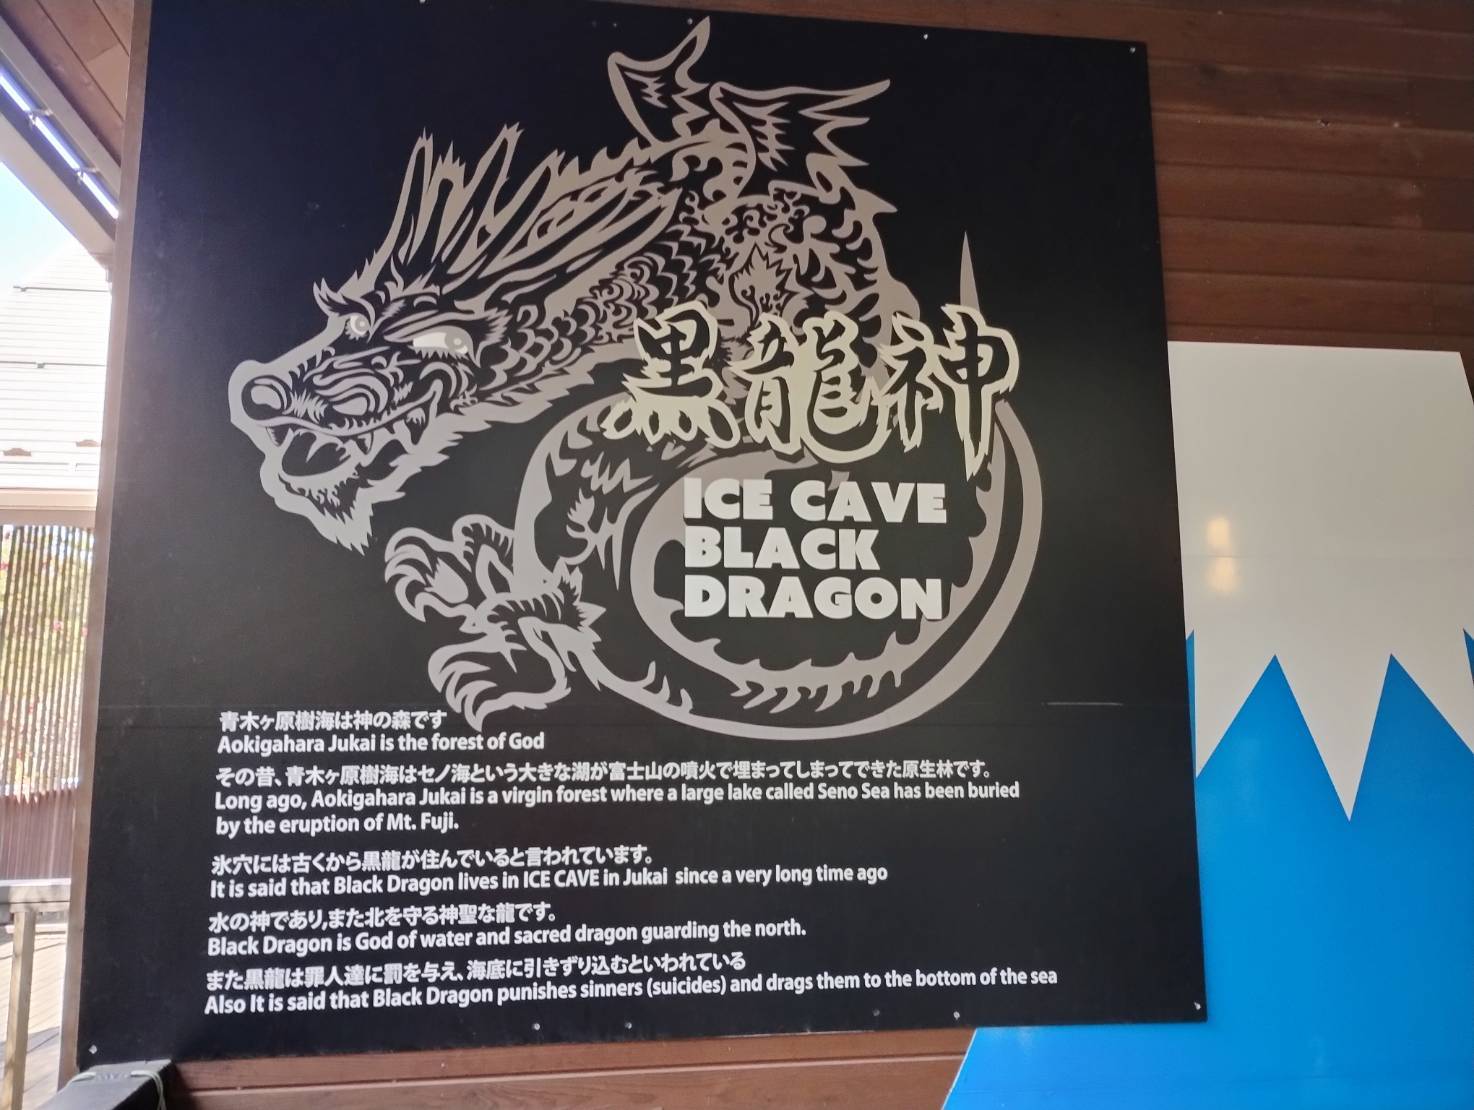 黒龍神
ICE CAVE
BLACK
DRAGON
青木ヶ原樹海は神の森です
Aokigahara Jukai is the forest of God
その昔、青木ヶ原樹海はセノ海という大きな湖が富士山の噴火で埋まってしまってできた原生林です。
Long ago, Aokigahara Jukai is a virgin forest where a large lake called Seno Sea has been buried
by the eruption of Mt. Fuji.
氷穴には古くから黒龍が住んでいると言われています。
It is said that Black Dragon lives in ICE CAVE in Jukai since a very long time ago
水の神であり,また北を守る神聖な龍です。
Black Dragon is God of water and sacred dragon guarding the north.
また黒龍は罪人達に罰を与え、海底に引きずり込むといわれている
Also It is said that Black Dragon punishes sinners (suicides) and drags them to the bottom of the sea